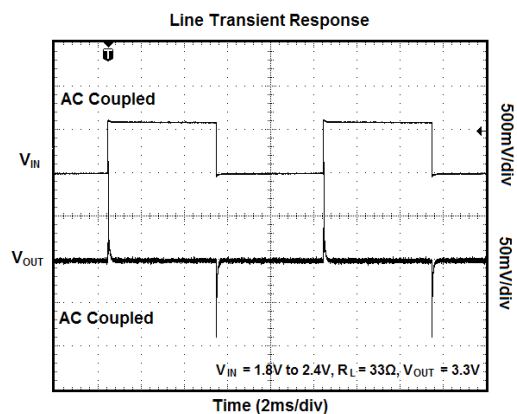 Line Transient Response
T
AC Coupled
500mV/div
VIN
VOUT
50mV/div
AC Coupled
VIN = 1.8V to 2.4V, RL = 33Ω, VOUT = 3.3V
Time (2ms/div)